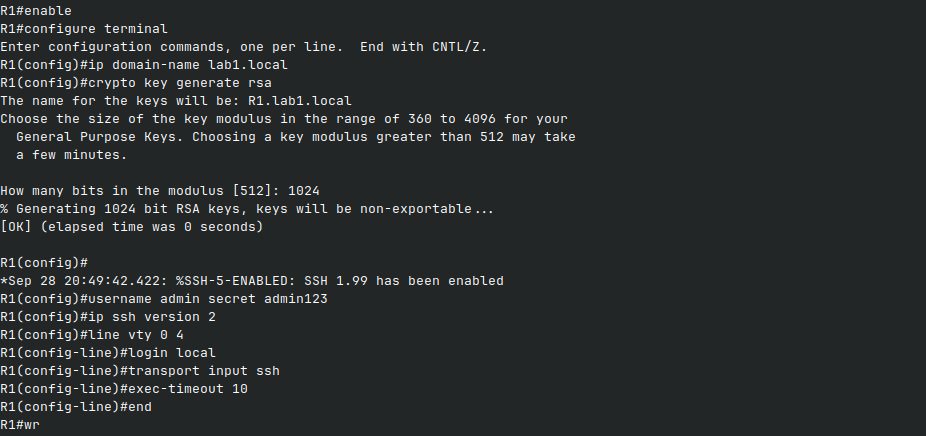 R1#enable
R1#configure terminal
Enter configuration commands, one per line.  End with CNTL/Z.
R1(config)#ip domain-name lab1.local
R1(config)#crypto key generate rsa
The name for the keys will be: R1.lab1.local
Choose the size of the key modulus in the range of 360 to 4096 for your
  General Purpose Keys. Choosing a key modulus greater than 512 may take
  a few minutes.

How many bits in the modulus [512]: 1024
% Generating 1024 bit RSA keys, keys will be non-exportable...
[OK] (elapsed time was 0 seconds)

R1(config)#
*Sep 28 20:49:42.422: %SSH-5-ENABLED: SSH 1.99 has been enabled
R1(config)#username admin secret admin123
R1(config)#ip ssh version 2
R1(config)#line vty 0 4
R1(config-line)#login local
R1(config-line)#transport input ssh
R1(config-line)#exec-timeout 10
R1(config-line)#end
R1#wr